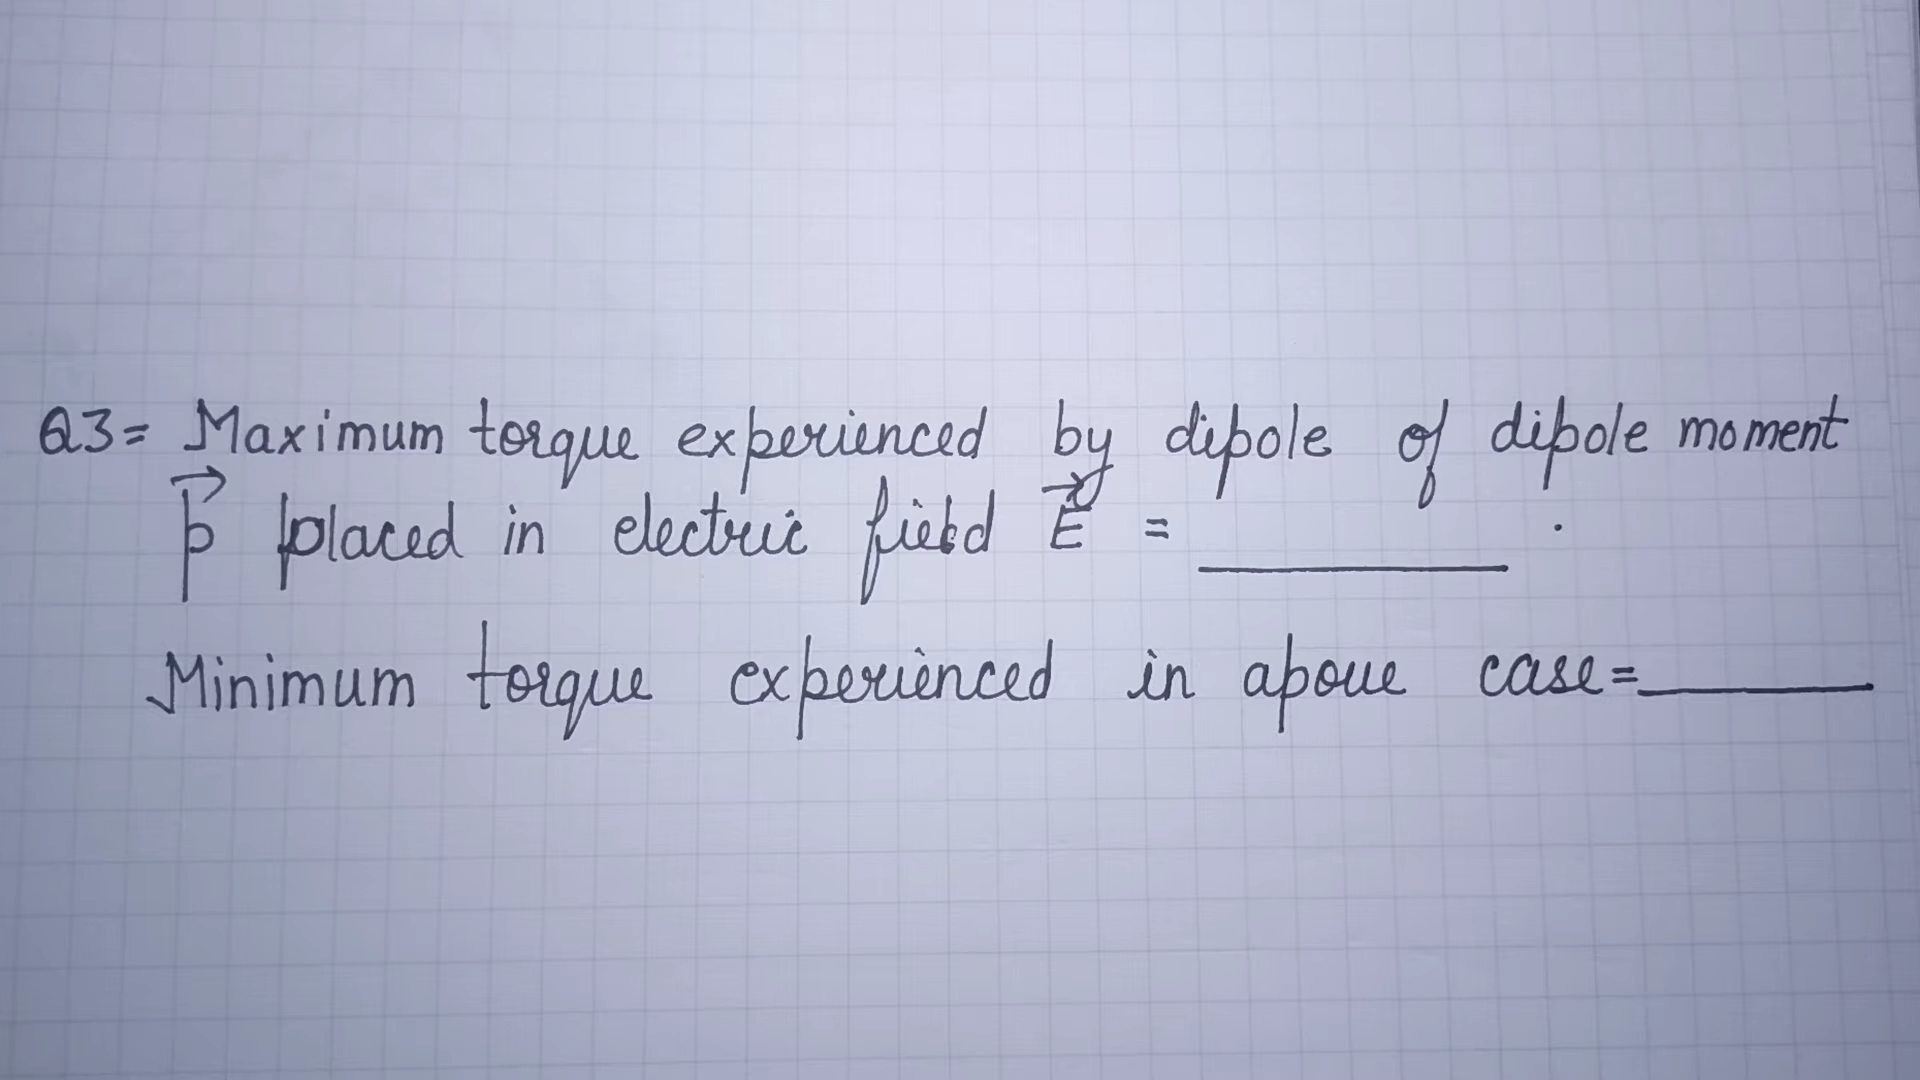 Q3= Maximum torque experienced by dipole of dipole moment
p⃗ placed in electric field E⃗ = ________ .
Minimum torque experienced in above case=________